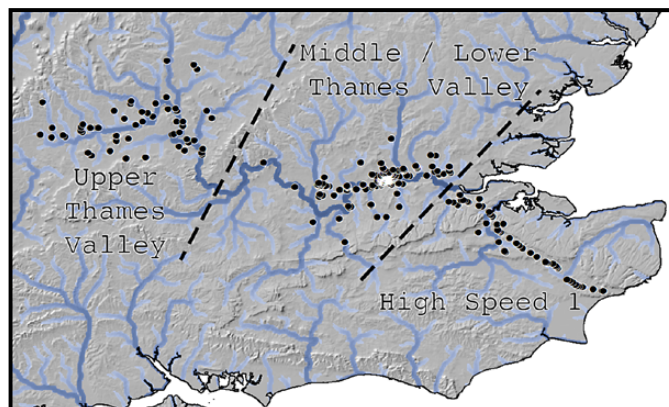 Middle / Lower
Thames Valley
Upper
Thames
Valley
High Speed 1